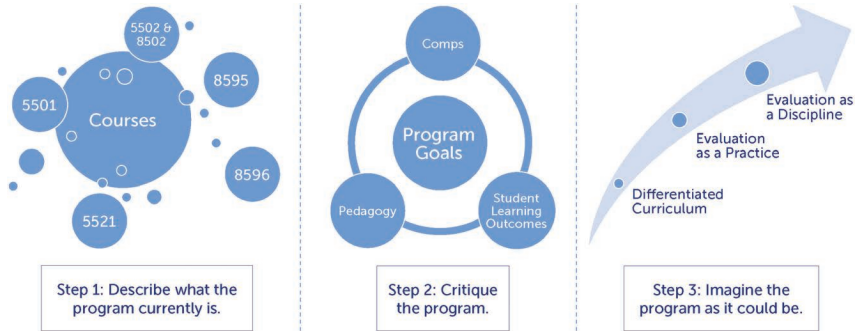 5502 &
8502
5501
Courses
8595
8596
5521
Step 1: Describe what the
program currently is.
Comps
Program
Goals
Pedagogy
Student
Learning
Outcomes
Step 2: Critique
the program.
Evaluation as
a Discipline
Evaluation
as a Practice
Differentiated
Curriculum
Step 3: Imagine the
program as it could be.